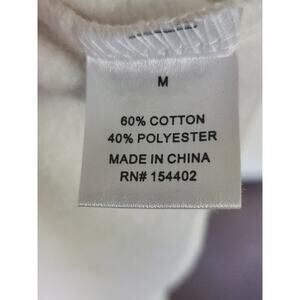 M
60% COTTON
40% POLYESTER
MADE IN CHINA
RN# 154402